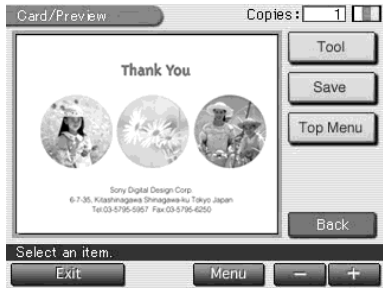 Card/Preview
Copies: 1
Thank You
Sony Digital Design Corp.
6-7-35, Kitashinagawa Shinagawa-ku Tokyo Japan
Tel:03-5795-5957 Fax:03-5795-6250
Tool
Save
Top Menu
Back
Select an item.
Exit
Menu
− +